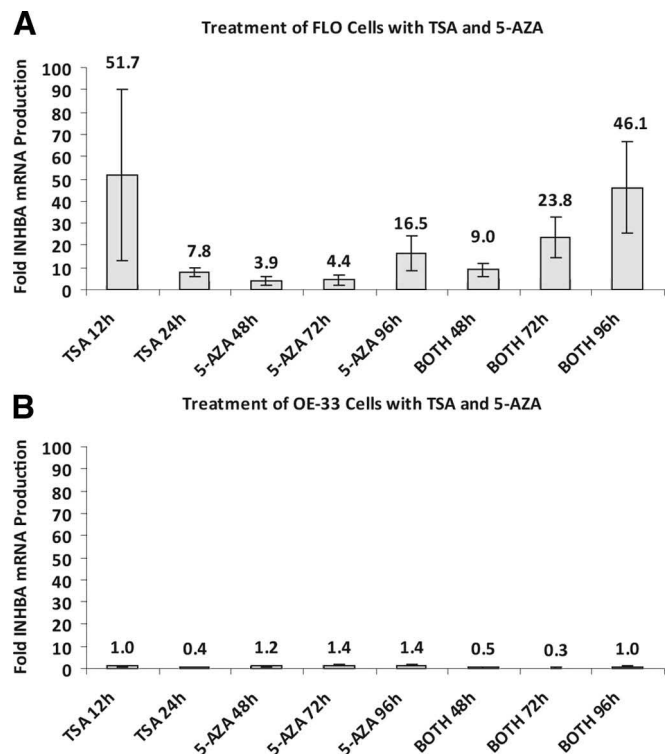 A
Treatment of FLO Cells with TSA and 5-AZA
Fold INHBA mRNA Production
100
90
80
70
60
50
40
30
20
10
0
51.7
7.8
3.9
4.4
16.5
9.0
23.8
46.1
TSA 12h
TSA 24h
5-AZA 48h
5-AZA 72h
5-AZA 96h
BOTH 48h
BOTH 72h
BOTH 96h
B
Treatment of OE-33 Cells with TSA and 5-AZA
Fold INHBA mRNA Production
100
90
80
70
60
50
40
30
20
10
0
1.0
0.4
1.2
1.4
1.4
0.5
0.3
1.0
TSA 12h
TSA 24h
5-AZA 48h
5-AZA 72h
5-AZA 96h
BOTH 48h
BOTH 72h
BOTH 96h